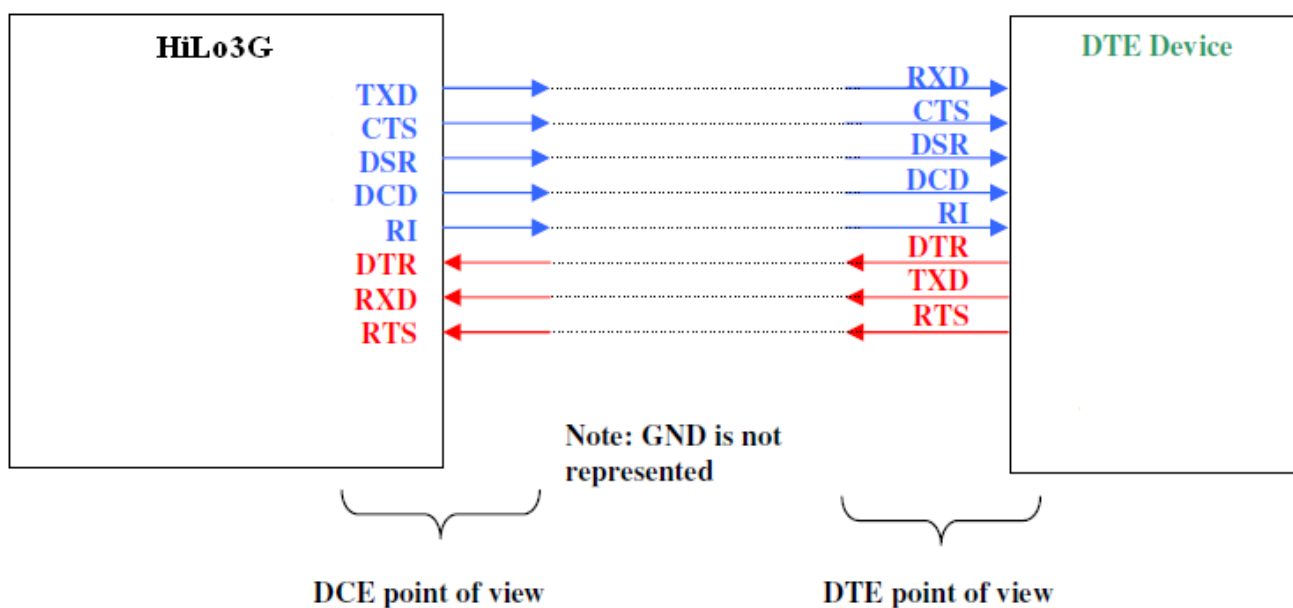 HiLo3G
TXD
CTS
DSR
DCD
RI
DTR
RXD
RTS
DTE Device
RXD
CTS
DSR
DCD
RI
DTR
TXD
RTS
Note: GND is not
represented
DCE point of view
DTE point of view